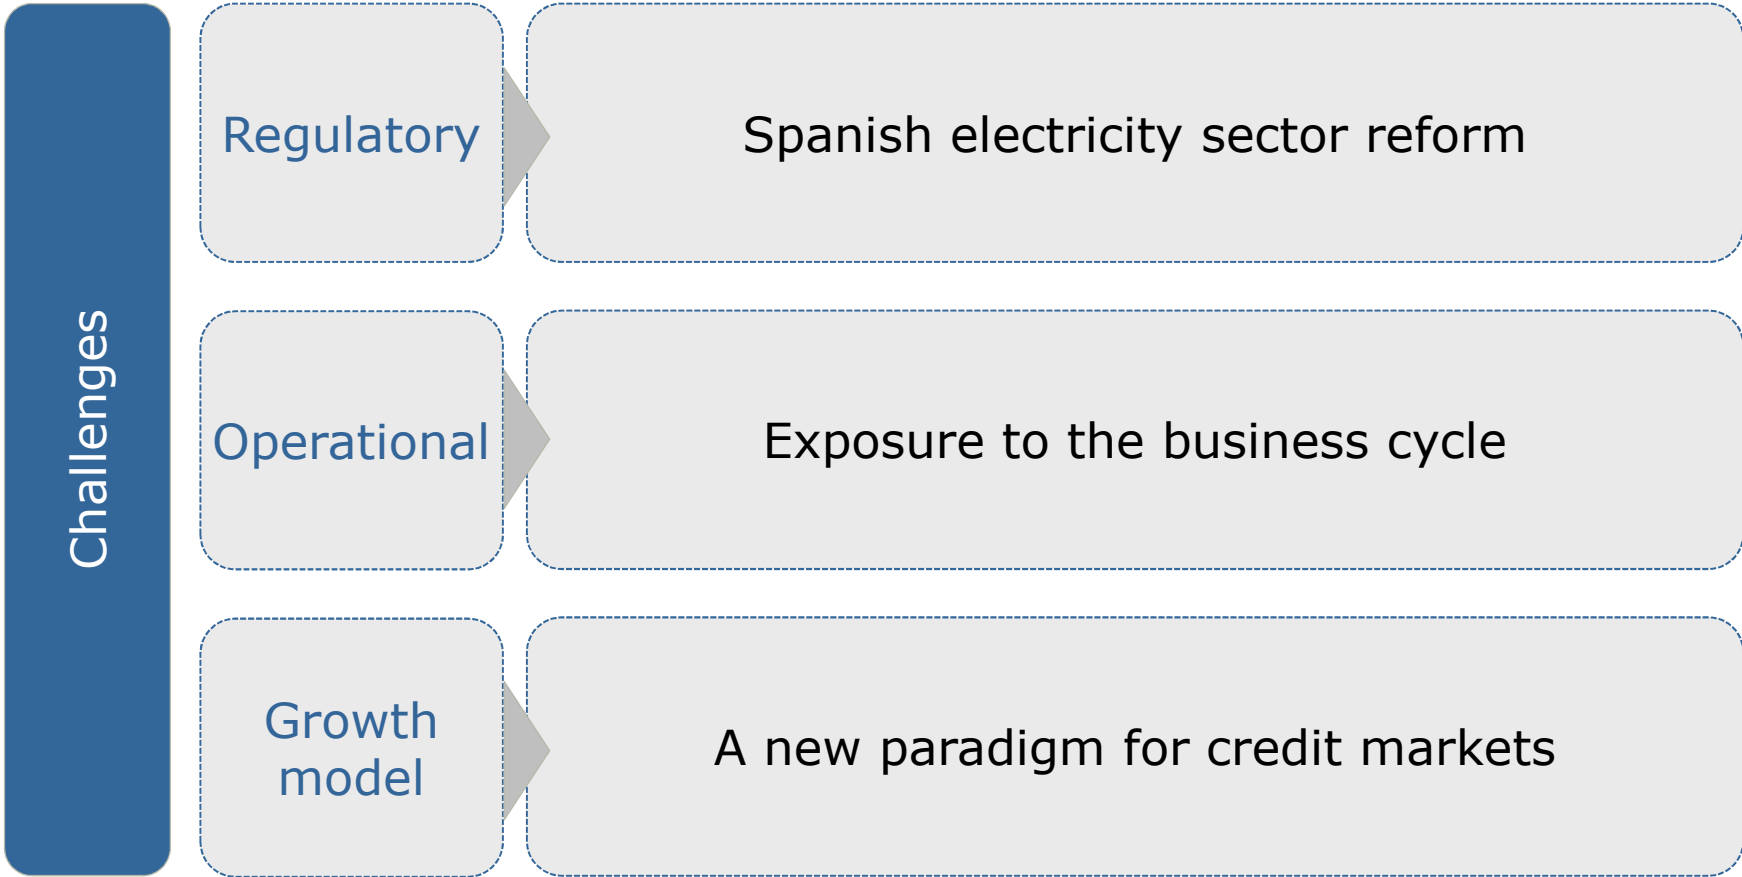 Challenges
Regulatory
Spanish electricity sector reform
Operational
Exposure to the business cycle
Growth
model
A new paradigm for credit markets